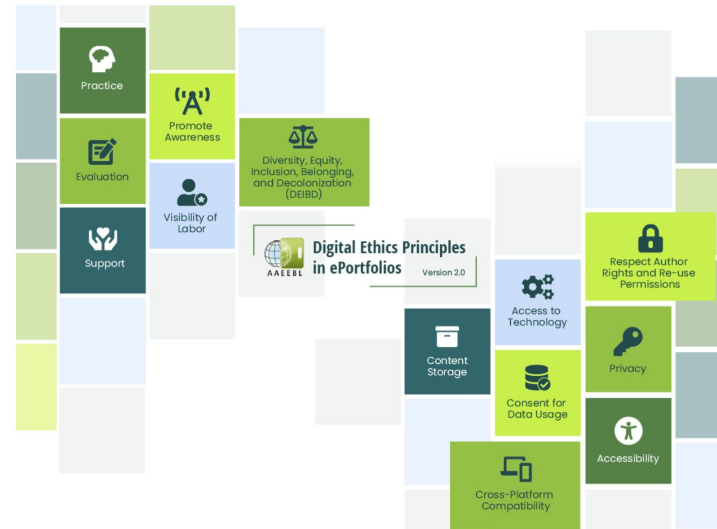 Practice
Promote
Awareness
Evaluation
Diversity, Equity,
Inclusion, Belonging,
and Decolonization
(DEIBD)
Visibility of
Labor
Support
AAEEBL
Digital Ethics Principles
in ePortfolios
Version 2.0
Respect Author
Rights and Re-use
Permissions
Access to
Technology
Content
Storage
Privacy
Consent for
Data Usage
Accessibility
Cross-Platform
Compatibility